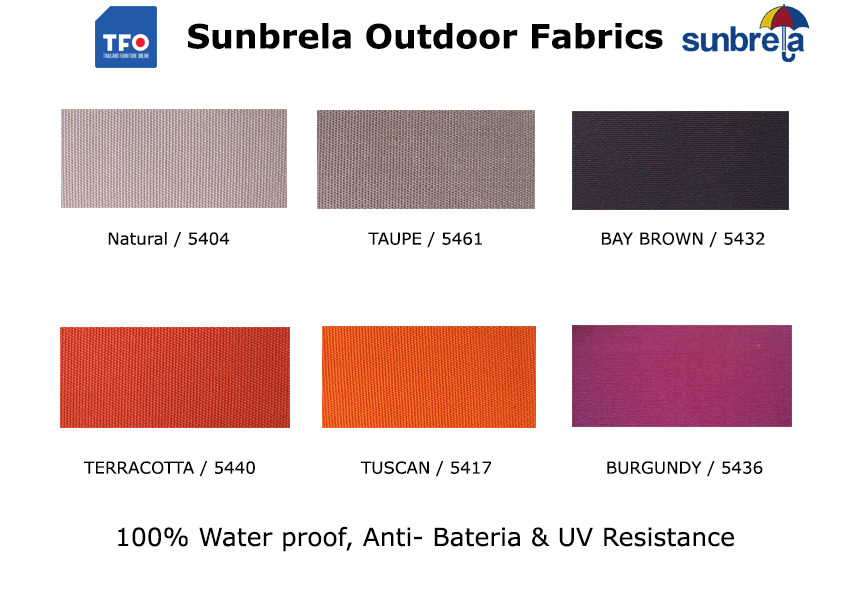 TFO
THAILAND FURNITURE ONLINE
Sunbrela Outdoor Fabrics
sunbrela
Natural / 5404
TAUPE / 5461
BAY BROWN / 5432
TERRACOTTA / 5440
TUSCAN / 5417
BURGUNDY / 5436
100% Water proof, Anti- Bateria & UV Resistance